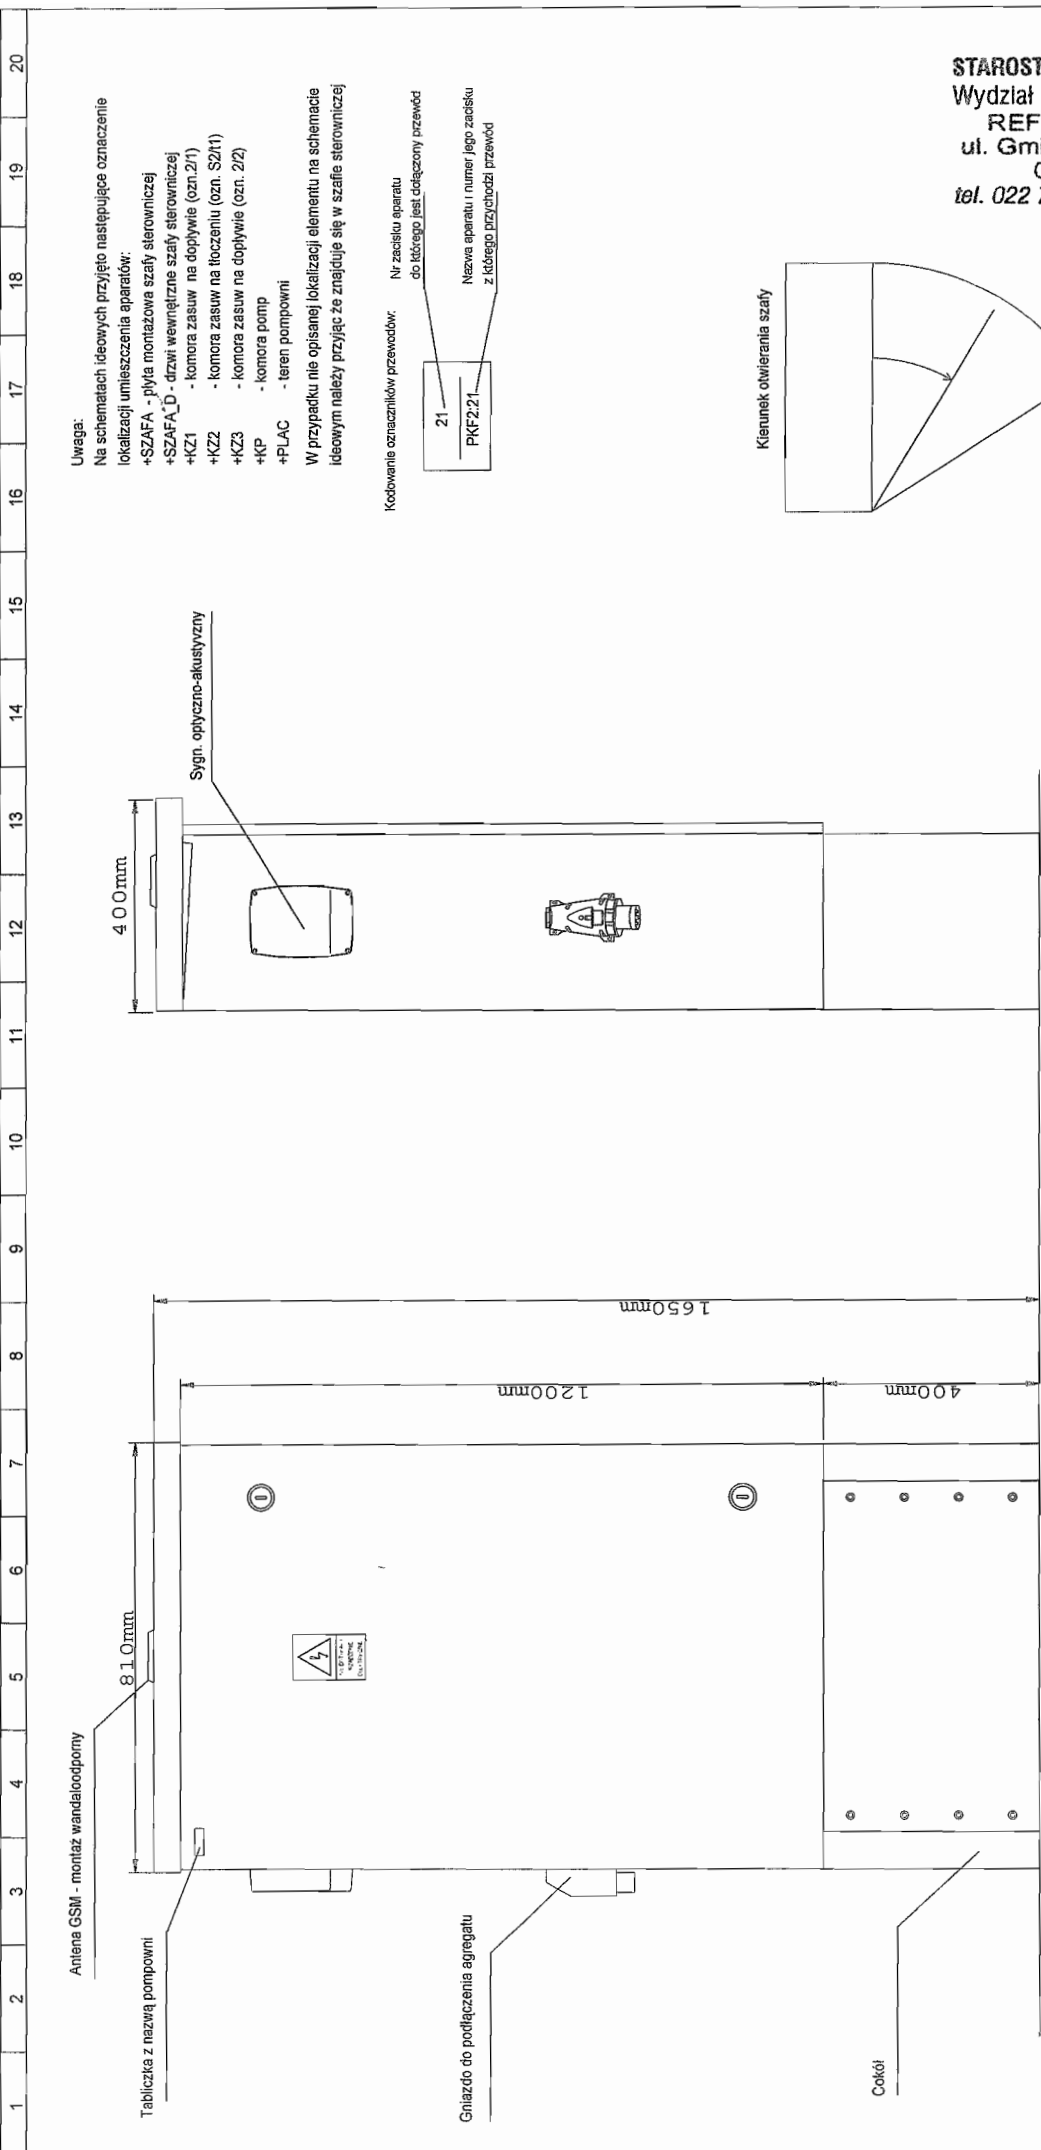 1 2 3 4 5 6 7 8 9 10 11 12 13 14 15 16 17 18 19 20
Antena GSM - montaż wandaloodporny
Tabliczka z nazwą pompowni
Gniazdo do podłączenia agregatu
Cokół
810mm
1200mm
400mm
1650mm
400mm
Sygn. optyczno-akustyvzny
Uwaga:
Na schematach ideowych przyjęto następujące oznaczenie
lokalizacji umieszczenia aparatów:
+SZAFA - płyta montażowa szafy sterowniczej
+SZAFA_D - drzwi wewnętrzne szafy sterowniczej
+KZ1 - komora zasuw na dopływie (ozn.2/1)
+KZ2 - komora zasuw na tłoczeniu (ozn. S2/t1)
+KZ3 - komora zasuw na dopływie (ozn. 2/2)
+KP - komora pomp
+PLAC - teren pompowni
W przypadku nie opisanej lokalizacji elementu na schemacie
ideowym należy przyjąc że znajduje się w szafie sterowniczej
Kodowanie oznaczników przewodów:
21
PKF2:21
Nr zacisku aparatu
do którego jest dołączony przewód
Nazwa aparatu i numer jego zacisku
z którego przychodzi przewód
Kierunek otwierania szafy
STAROST
Wydział
REF
ul. Gmi
tel. 022